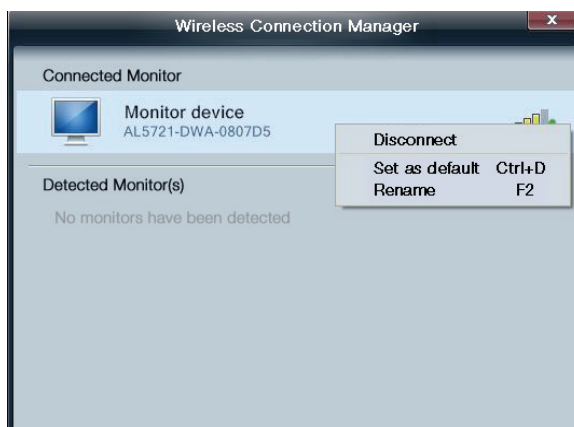 Wireless Connection Manager
x
Connected Monitor
Monitor device
AL5721-DWA-0807D5
Disconnect
Set as default Ctrl+D
Rename F2
Detected Monitor(s)
No monitors have been detected